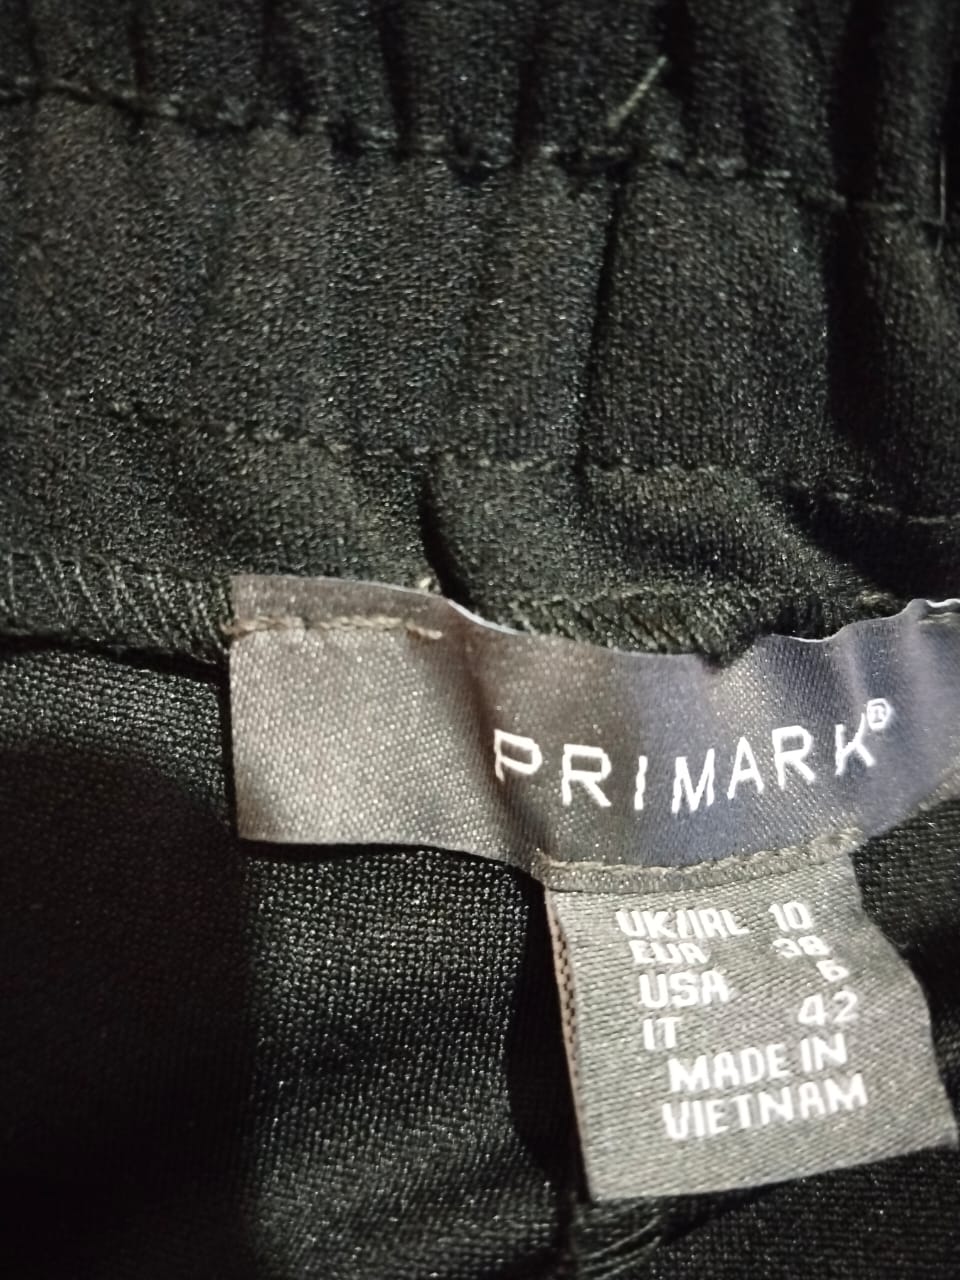 PRIMARK®
UK/IRL 10
EUR 38
USA 6
IT 42
MADE IN
VIETNAM